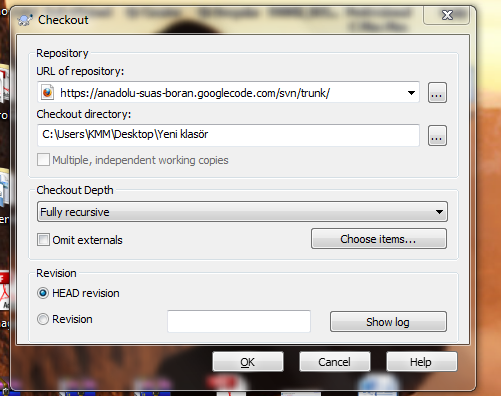 Checkout
Repository
URL of repository:
https://anadolu-suas-boran.googlecode.com/svn/trunk/
...
Checkout directory:
C:\Users\KMM\Desktop\Yeni klasör
...
Multiple, independent working copies
Checkout Depth
Fully recursive
Omit externals
Choose items...
Revision
HEAD revision
Revision
Show log
OK
Cancel
Help